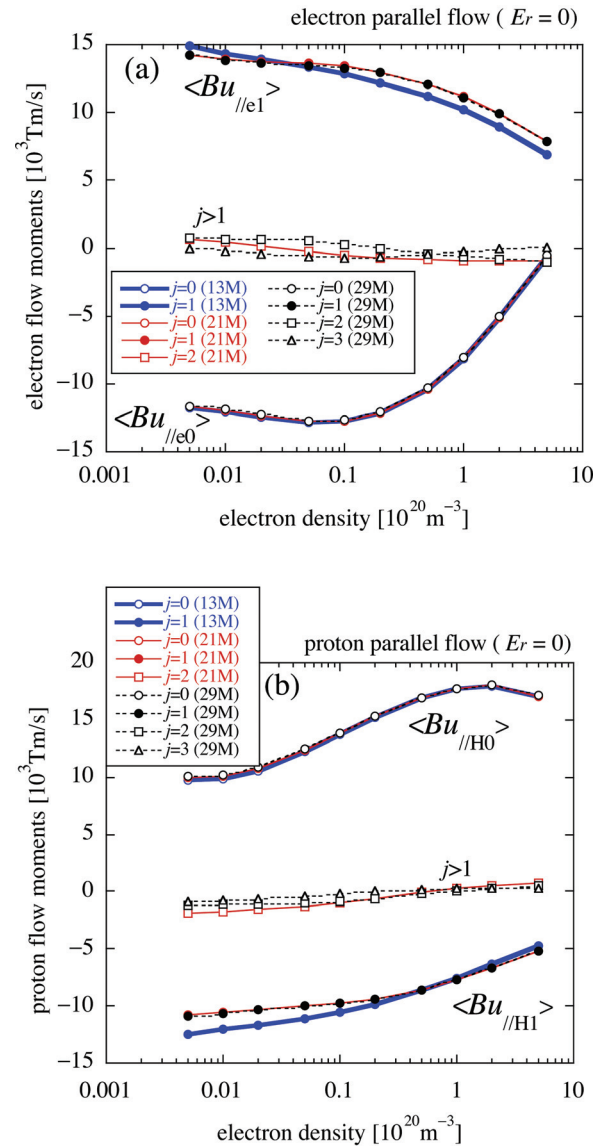 electron parallel flow ( Er = 0)
15
(a)
<Bu//e1>
10
5
j>1
0
j=0 (13M)
j=1 (13M)
j=0 (21M)
j=1 (21M)
j=2 (21M)
j=0 (29M)
j=1 (29M)
j=2 (29M)
j=3 (29M)
-5
-10
<Bu//e0>
-15
electron flow moments [10³Tm/s]
0.001 0.01 0.1 1 10
electron density [10²⁰m⁻³]
j=0 (13M)
j=1 (13M)
j=0 (21M)
j=1 (21M)
j=2 (21M)
j=0 (29M)
j=1 (29M)
j=2 (29M)
j=3 (29M)
proton parallel flow ( Er = 0)
20
(b)
15
<Bu//H0>
10
5
j>1
0
-5
-10
<Bu//H1>
-15
proton flow moments [10³Tm/s]
0.001 0.01 0.1 1 10
electron density [10²⁰m⁻³]